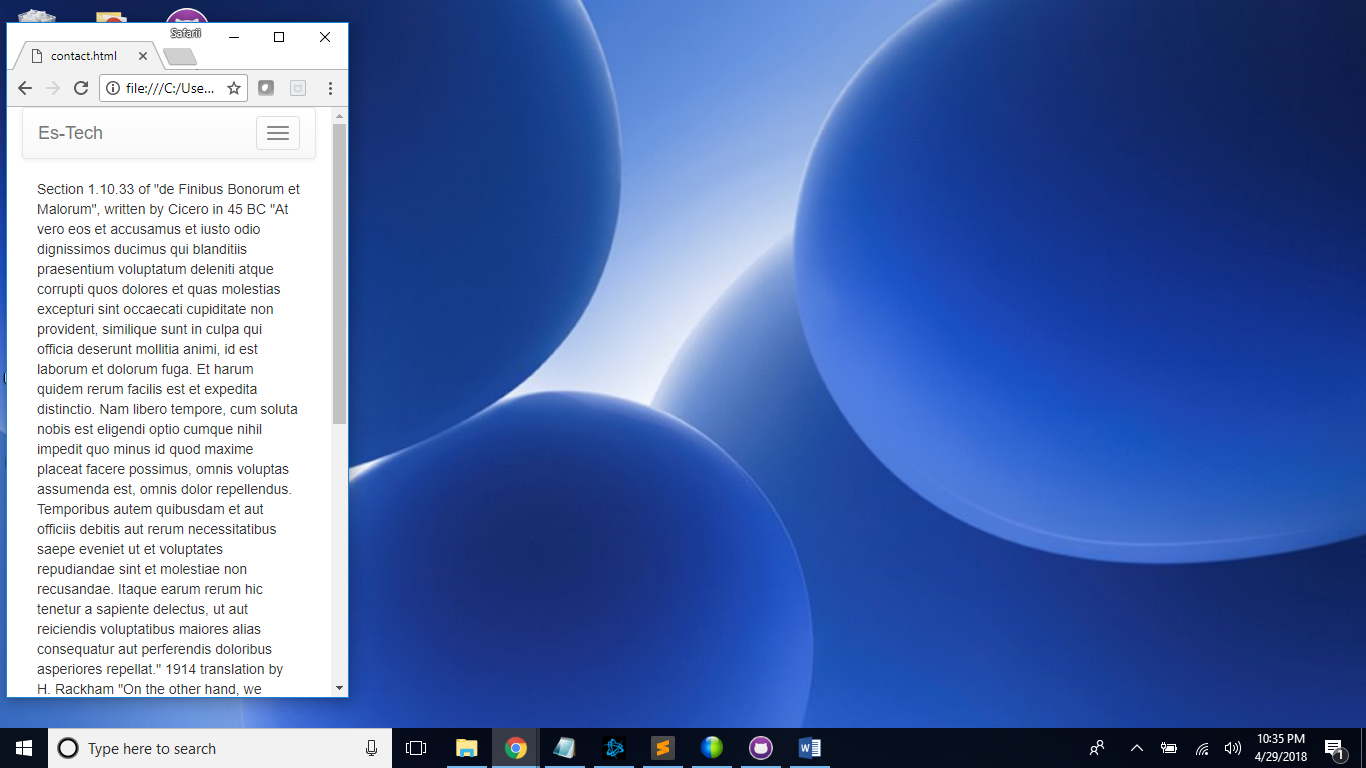 Safarii
contact.html
file:///C:/Use...
Es-Tech
Section 1.10.33 of "de Finibus Bonorum et
Malorum", written by Cicero in 45 BC "At
vero eos et accusamus et iusto odio
dignissimos ducimus qui blanditiis
praesentium voluptatum deleniti atque
corrupti quos dolores et quas molestias
excepturi sint occaecati cupiditate non
provident, similique sunt in culpa qui
officia deserunt mollitia animi, id est
laborum et dolorum fuga. Et harum
quidem rerum facilis est et expedita
distinctio. Nam libero tempore, cum soluta
nobis est eligendi optio cumque nihil
impedit quo minus id quod maxime
placeat facere possimus, omnis voluptas
assumenda est, omnis dolor repellendus.
Temporibus autem quibusdam et aut
officiis debitis aut rerum necessitatibus
saepe eveniet ut et voluptates
repudiandae sint et molestiae non
recusandae. Itaque earum rerum hic
tenetur a sapiente delectus, ut aut
reiciendis voluptatibus maiores alias
consequatur aut perferendis doloribus
asperiores repellat." 1914 translation by
H. Rackham "On the other hand, we
Type here to search
10:35 PM
4/29/2018
1